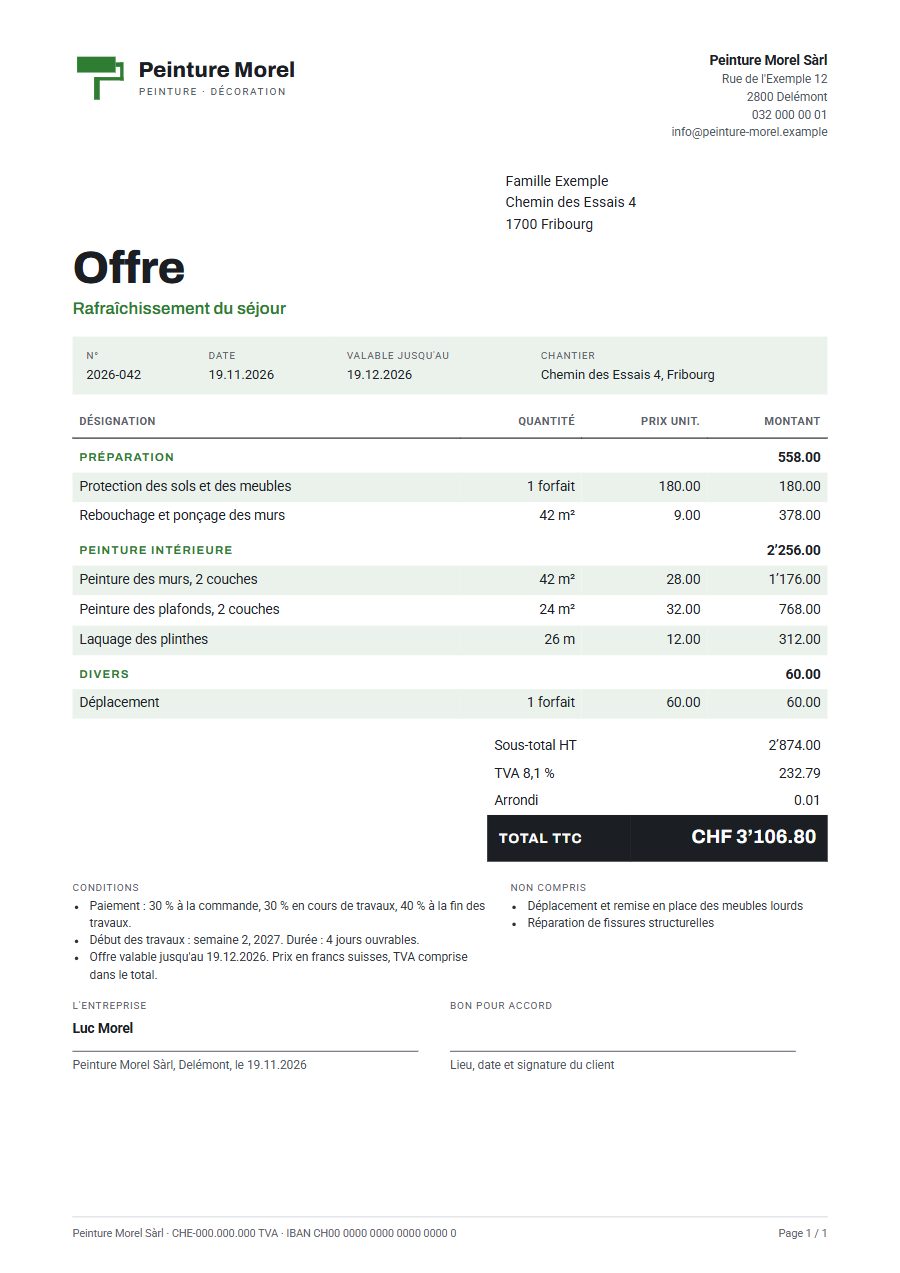 Peinture Morel
PEINTURE · DÉCORATION
Peinture Morel Sàrl
Rue de l'Exemple 12
2800 Delémont
032 000 00 01
info@peinture-morel.example
Famille Exemple
Chemin des Essais 4
1700 Fribourg
Offre
Rafraîchissement du séjour
N° DATE VALABLE JUSQU'AU CHANTIER
2026-042 19.11.2026 19.12.2026 Chemin des Essais 4, Fribourg
DÉSIGNATION QUANTITÉ PRIX UNIT. MONTANT
PRÉPARATION 558.00
Protection des sols et des meubles 1 forfait 180.00 180.00
Rebouchage et ponçage des murs 42 m² 9.00 378.00
PEINTURE INTÉRIEURE 2’256.00
Peinture des murs, 2 couches 42 m² 28.00 1’176.00
Peinture des plafonds, 2 couches 24 m² 32.00 768.00
Laquage des plinthes 26 m 12.00 312.00
DIVERS 60.00
Déplacement 1 forfait 60.00 60.00
Sous-total HT 2’874.00
TVA 8,1 % 232.79
Arrondi 0.01
TOTAL TTC CHF 3’106.80
CONDITIONS
• Paiement : 30 % à la commande, 30 % en cours de travaux, 40 % à la fin des
travaux.
• Début des travaux : semaine 2, 2027. Durée : 4 jours ouvrables.
• Offre valable jusqu'au 19.12.2026. Prix en francs suisses, TVA comprise
dans le total.
NON COMPRIS
• Déplacement et remise en place des meubles lourds
• Réparation de fissures structurelles
L'ENTREPRISE
Luc Morel
Peinture Morel Sàrl, Delémont, le 19.11.2026
BON POUR ACCORD
Lieu, date et signature du client
Peinture Morel Sàrl · CHE-000.000.000 TVA · IBAN CH00 0000 0000 0000 0000 0 Page 1 / 1